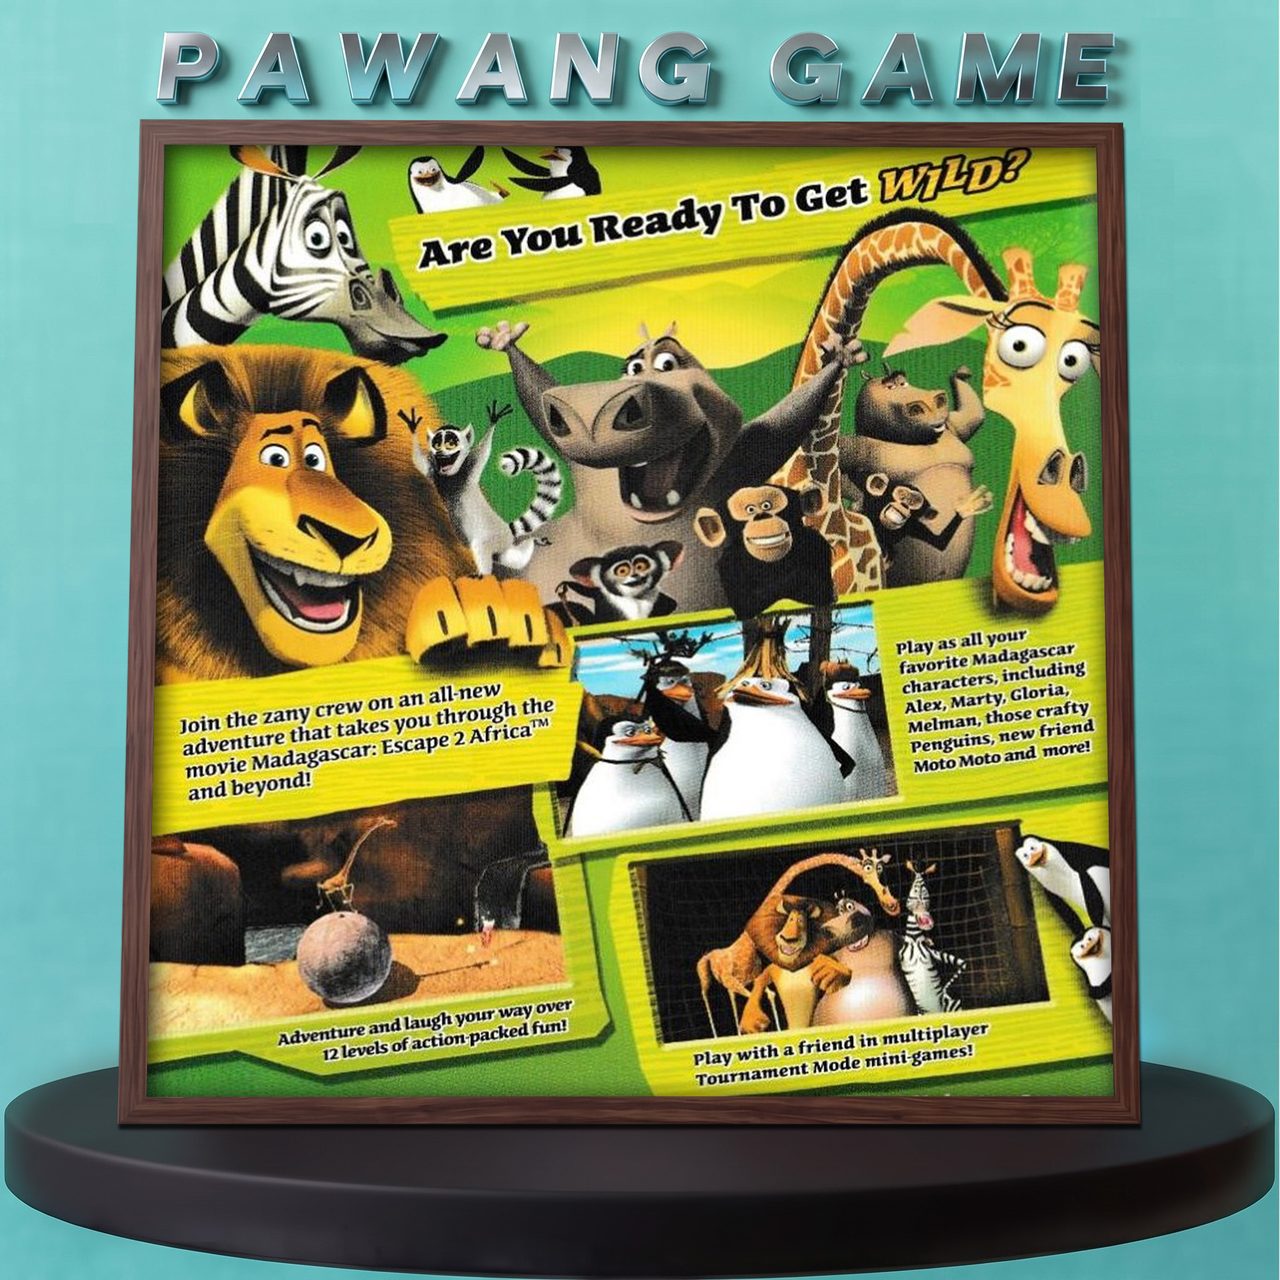 PAWANG GAME
Are You Ready To Get WILD?
Join the zany crew on an all-new
adventure that takes you through the
movie Madagascar: Escape 2 Africa™
and beyond!
Play as all your
favorite Madagascar
characters, including
Alex, Marty, Gloria,
Melman, those crafty
Penguins, new friend
Moto Moto and more!
Adventure and laugh your way over
12 levels of action-packed fun!
Play with a friend in multiplayer
Tournament Mode mini-games!